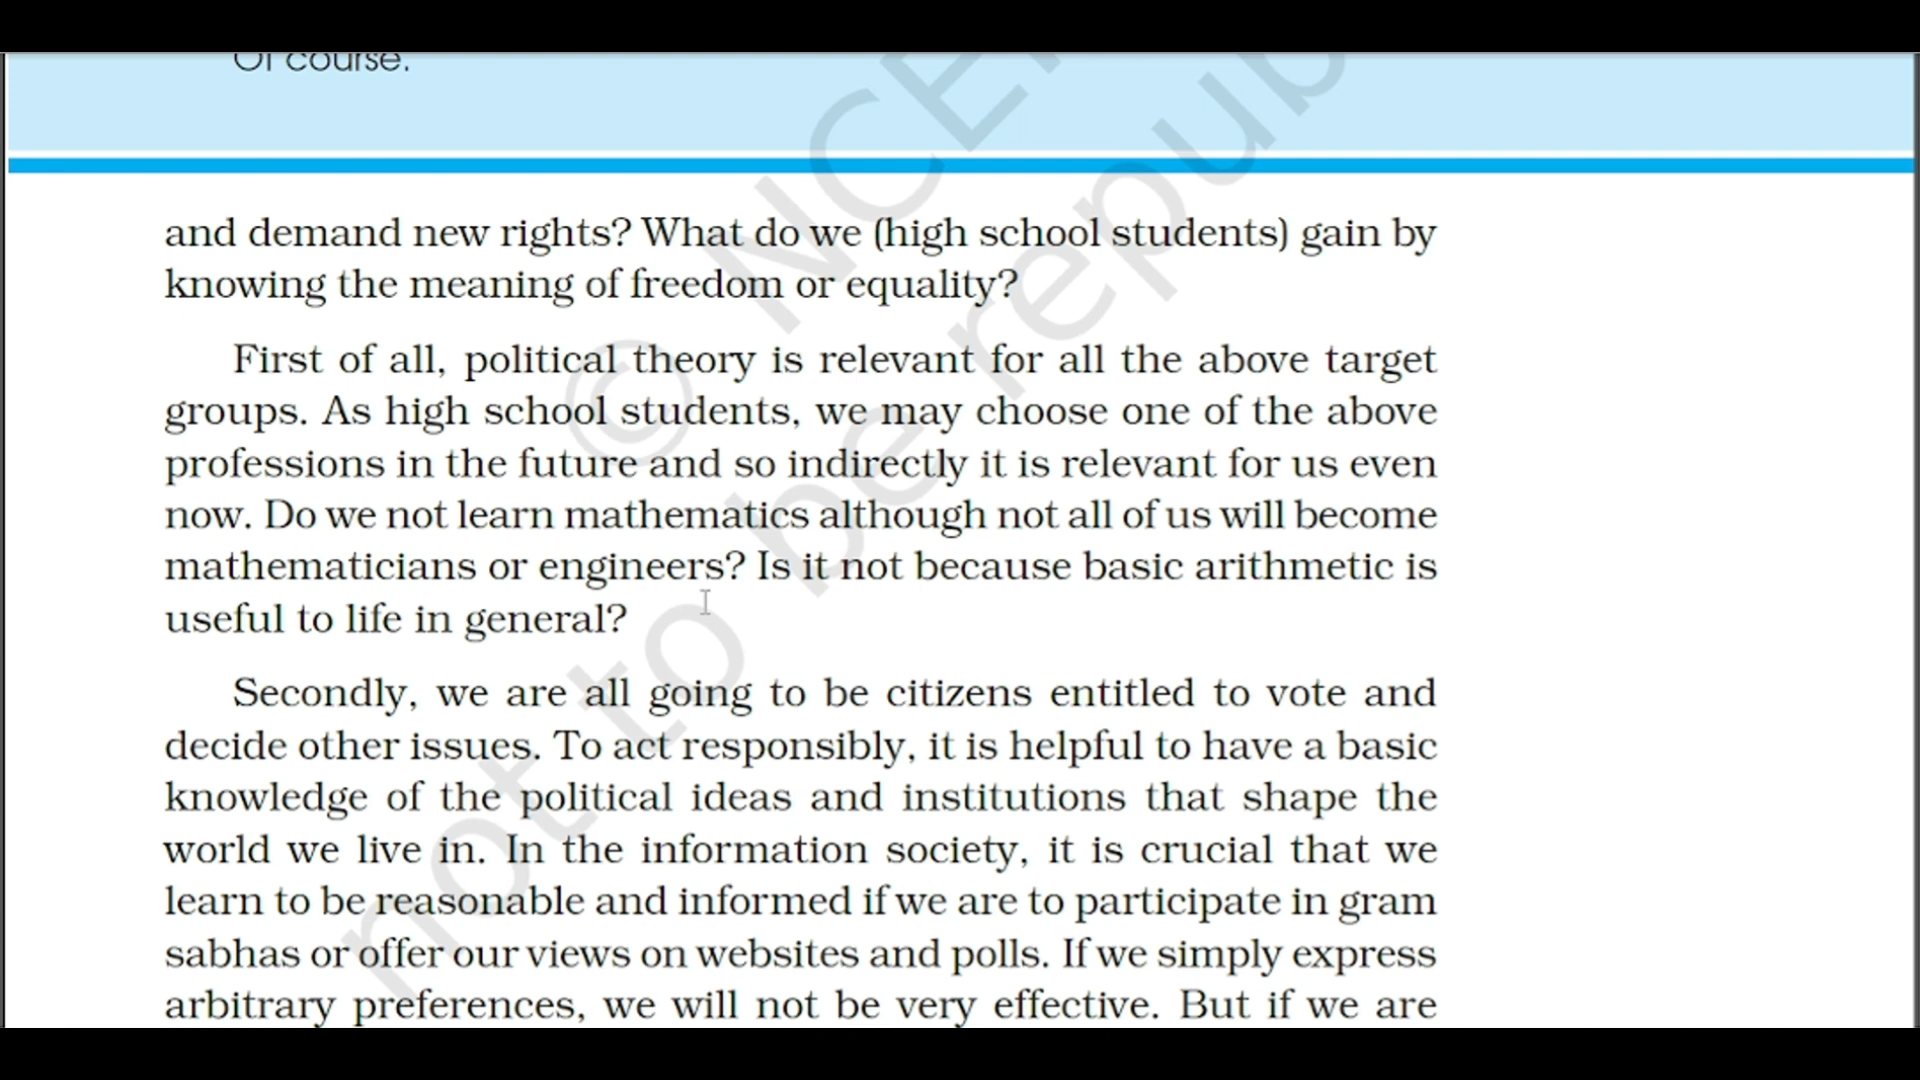 Of course.
and demand new rights? What do we (high school students) gain by
knowing the meaning of freedom or equality?
First of all, political theory is relevant for all the above target
groups. As high school students, we may choose one of the above
professions in the future and so indirectly it is relevant for us even
now. Do we not learn mathematics although not all of us will become
mathematicians or engineers? Is it not because basic arithmetic is
useful to life in general?
Secondly, we are all going to be citizens entitled to vote and
decide other issues. To act responsibly, it is helpful to have a basic
knowledge of the political ideas and institutions that shape the
world we live in. In the information society, it is crucial that we
learn to be reasonable and informed if we are to participate in gram
sabhas or offer our views on websites and polls. If we simply express
arbitrary preferences, we will not be very effective. But if we are
© NCE
not to be repub